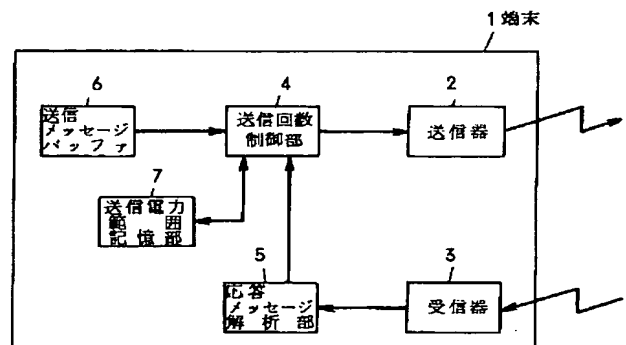 1 端末
6
送信
メッセージ
バッファ
4
送信回数
制御部
2
送信器
7
送信電力
範囲
記憶部
5
応答
メッセージ
解析部
3
受信器